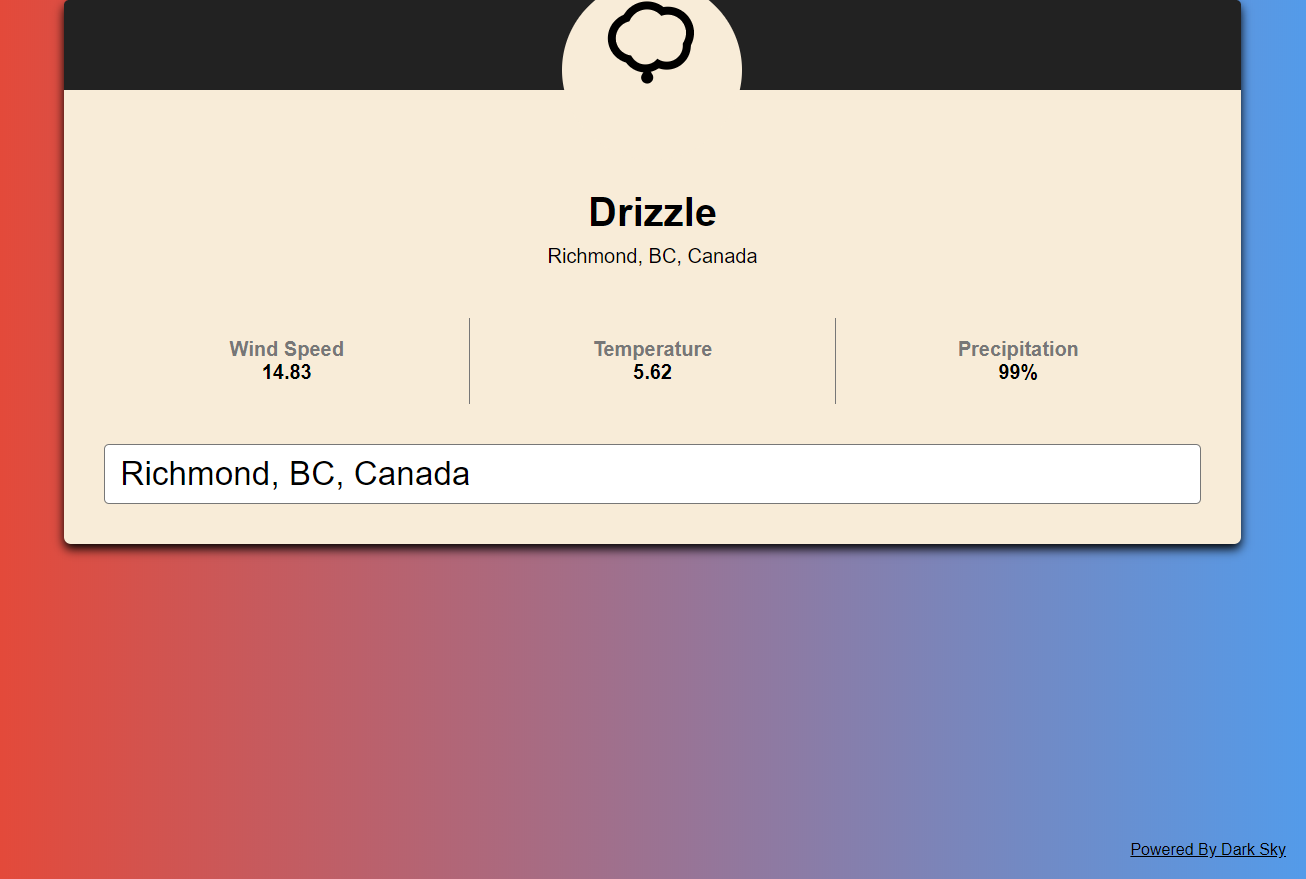 Drizzle
Richmond, BC, Canada
Wind Speed
14.83
Temperature
5.62
Precipitation
99%
Richmond, BC, Canada
Powered By Dark Sky